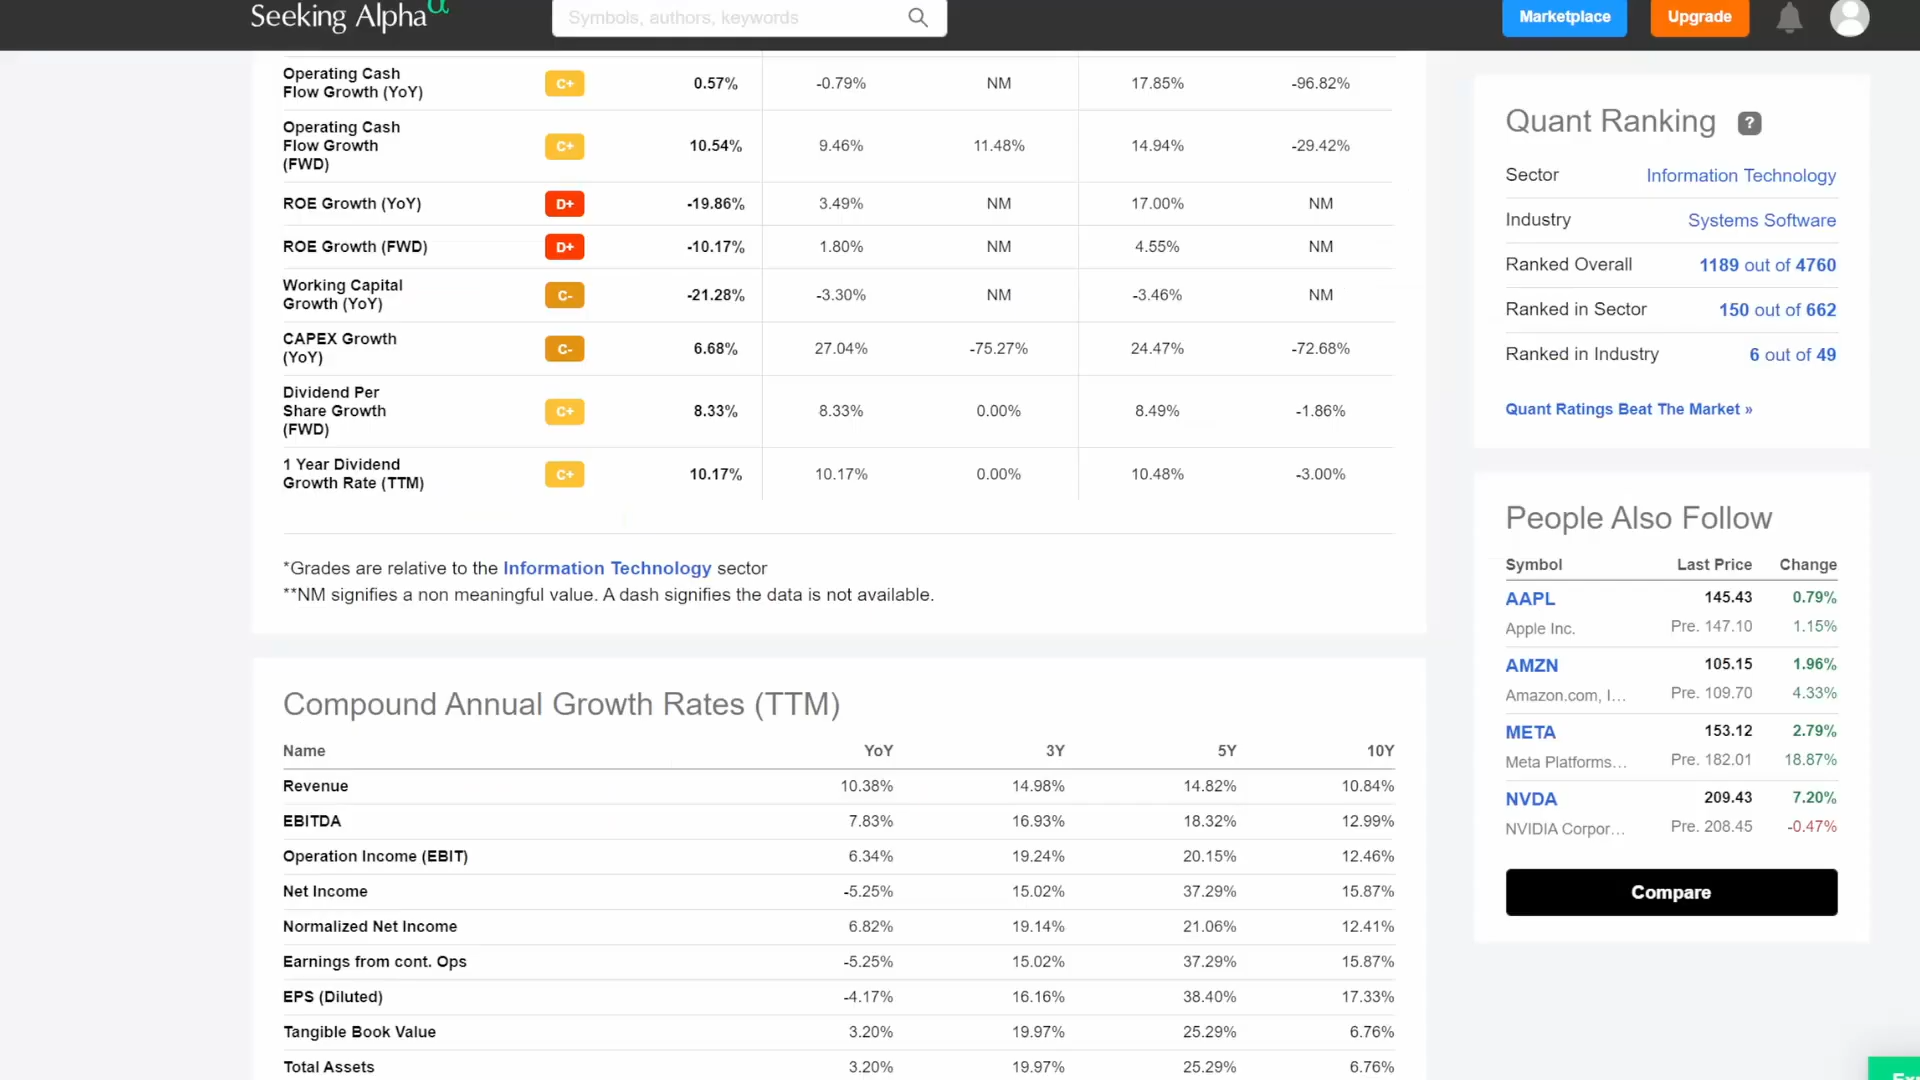 Seeking Alpha α
Symbols, authors, keywords
Marketplace
Upgrade
Operating Cash Flow Growth (YoY) C+ 0.57% -0.79% NM 17.85% -96.82%
Operating Cash Flow Growth (FWD) C+ 10.54% 9.46% 11.48% 14.94% -29.42%
ROE Growth (YoY) D+ -19.86% 3.49% NM 17.00% NM
ROE Growth (FWD) D+ -10.17% 1.80% NM 4.55% NM
Working Capital Growth (YoY) C- -21.28% -3.30% NM -3.46% NM
CAPEX Growth (YoY) C- 6.68% 27.04% -75.27% 24.47% -72.68%
Dividend Per Share Growth (FWD) C+ 8.33% 8.33% 0.00% 8.49% -1.86%
1 Year Dividend Growth Rate (TTM) C+ 10.17% 10.17% 0.00% 10.48% -3.00%
*Grades are relative to the Information Technology sector
**NM signifies a non meaningful value. A dash signifies the data is not available.
Compound Annual Growth Rates (TTM)
Name YoY 3Y 5Y 10Y
Revenue 10.38% 14.98% 14.82% 10.84%
EBITDA 7.83% 16.93% 18.32% 12.99%
Operation Income (EBIT) 6.34% 19.24% 20.15% 12.46%
Net Income -5.25% 15.02% 37.29% 15.87%
Normalized Net Income 6.82% 19.14% 21.06% 12.41%
Earnings from cont. Ops -5.25% 15.02% 37.29% 15.87%
EPS (Diluted) -4.17% 16.16% 38.40% 17.33%
Tangible Book Value 3.20% 19.97% 25.29% 6.76%
Total Assets 3.20% 19.97% 25.29% 6.76%
Quant Ranking ?
Sector Information Technology
Industry Systems Software
Ranked Overall 1189 out of 4760
Ranked in Sector 150 out of 662
Ranked in Industry 6 out of 49
Quant Ratings Beat The Market »
People Also Follow
Symbol Last Price Change
AAPL 145.43 0.79%
Apple Inc. Pre. 147.10 1.15%
AMZN 105.15 1.96%
Amazon.com, I... Pre. 109.70 4.33%
META 153.12 2.79%
Meta Platforms... Pre. 182.01 18.87%
NVDA 209.43 7.20%
NVIDIA Corpor... Pre. 208.45 -0.47%
Compare